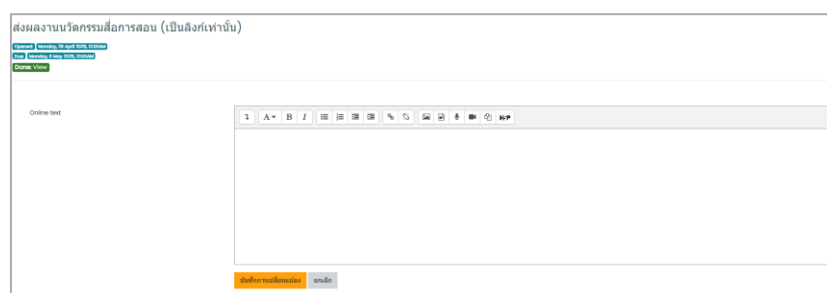 ส่งผลงานนวัตกรรมสื่อการสอน (เป็นลิงก์เท่านั้น)
Opened: Monday, 28 April 2025, 12:00AM
Due: Monday, 5 May 2025, 12:00AM
Done: View
Online text
A B I H-P
บันทึกการเปลี่ยนแปลง ยกเลิก